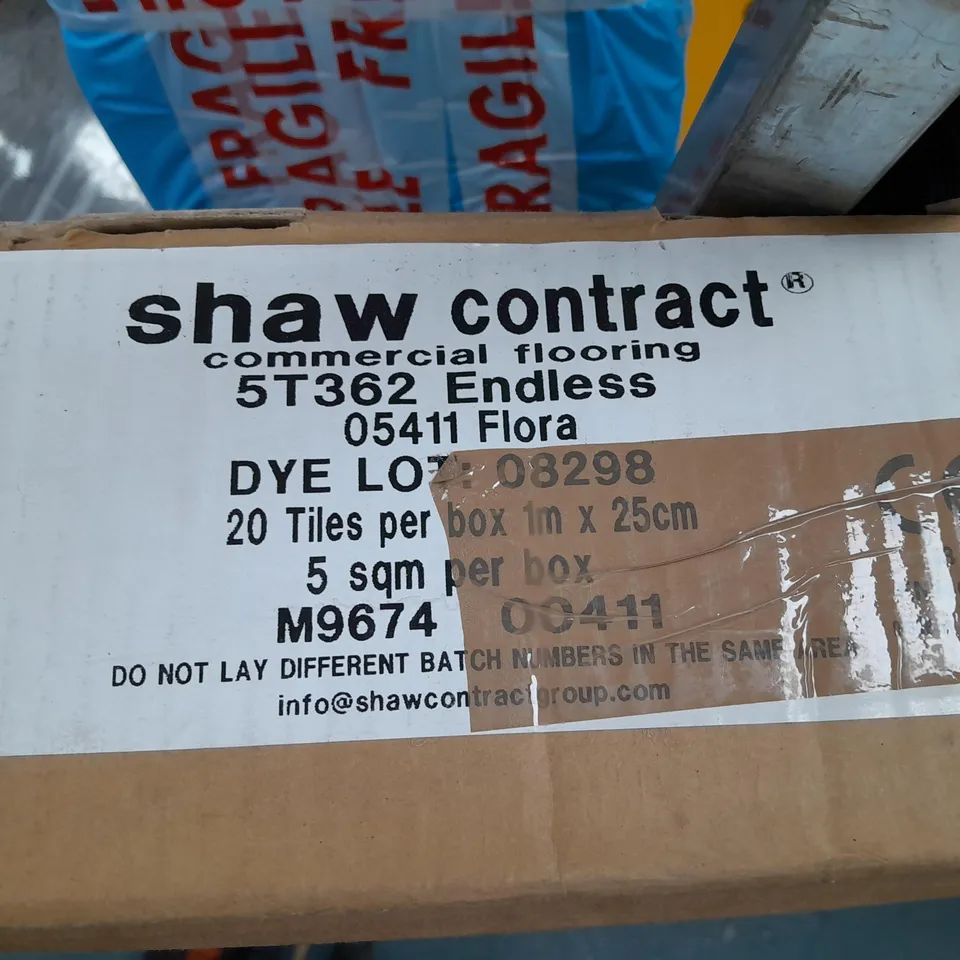 FRAGILE
FRAGILE
FRAGILE
shaw contract®
commercial flooring
5T362 Endless
05411 Flora
DYE LOT: 08298
20 Tiles per box 1m x 25cm
5 sqm per box
M9674 00411
DO NOT LAY DIFFERENT BATCH NUMBERS IN THE SAME AREA
info@shawcontractgroup.com